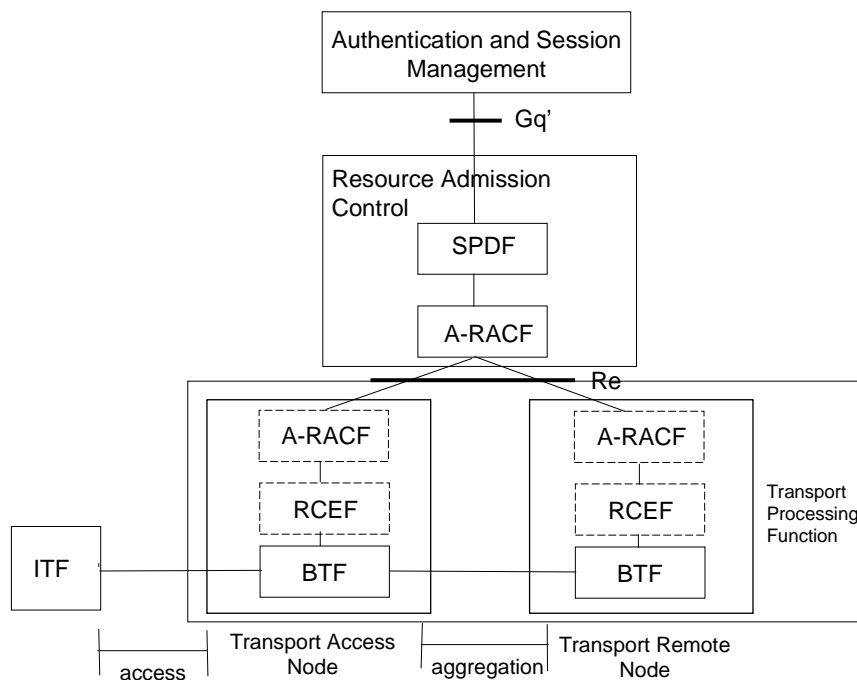 Authentication and Session
Management
Gq’
Resource Admission
Control
SPDF
A-RACF
Re
A-RACF
A-RACF
RCEF
RCEF
Transport
Processing
Function
ITF
BTF
BTF
Transport Access
Node
Transport Remote
Node
access
aggregation